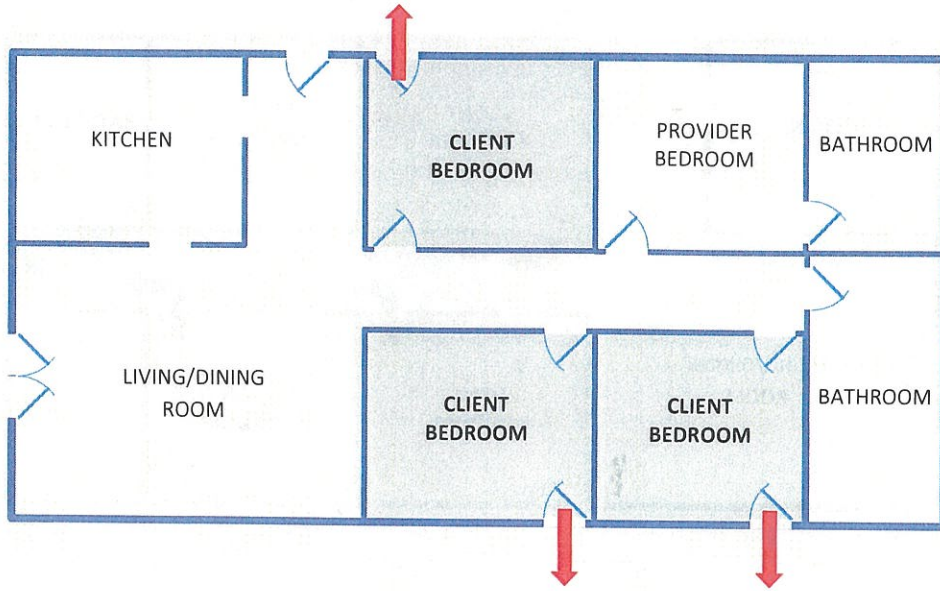 KITCHEN
CLIENT
BEDROOM
PROVIDER
BEDROOM
BATHROOM
LIVING/DINING
ROOM
CLIENT
BEDROOM
CLIENT
BEDROOM
BATHROOM